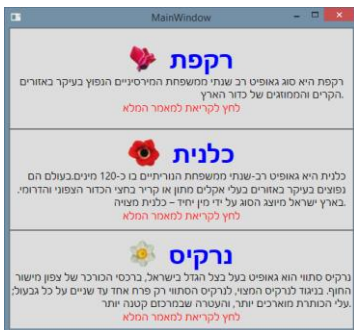 MainWindow
רקפת
רקפת היא סוג גאופיט רב שנתי ממשפחת המירסיניים הנפוץ בעיקר באזורים
הקרים והממוזגים של כדור הארץ.
לחץ לקריאת למאמר המלא
כלנית
כלנית היא גאופיט רב-שנתי ממשפחת הנוריתיים בו כ-120 מינים.בעולם הם
נפוצים בעיקר באזורים בעלי אקלים מתון או קריר בחצי הכדור הצפוני והדרומי.
בארץ ישראל מיוצג הסוג על ידי מין יחיד – כלנית מצויה.
לחץ לקריאת למאמר המלא
נרקיס
נרקיס סתווי הוא גאופיט בעל בצל הגדל בישראל, ברכסי הכורכר של צפון מישור
החוף. בניגוד לנרקיס המצוי, לנרקיס הסתווי רק פרח אחד עד שניים על כל גבעול;
עלי הכותרת מוארכים יותר, והעטרה שבמרכזם קטנה יותר.
לחץ לקריאת למאמר המלא